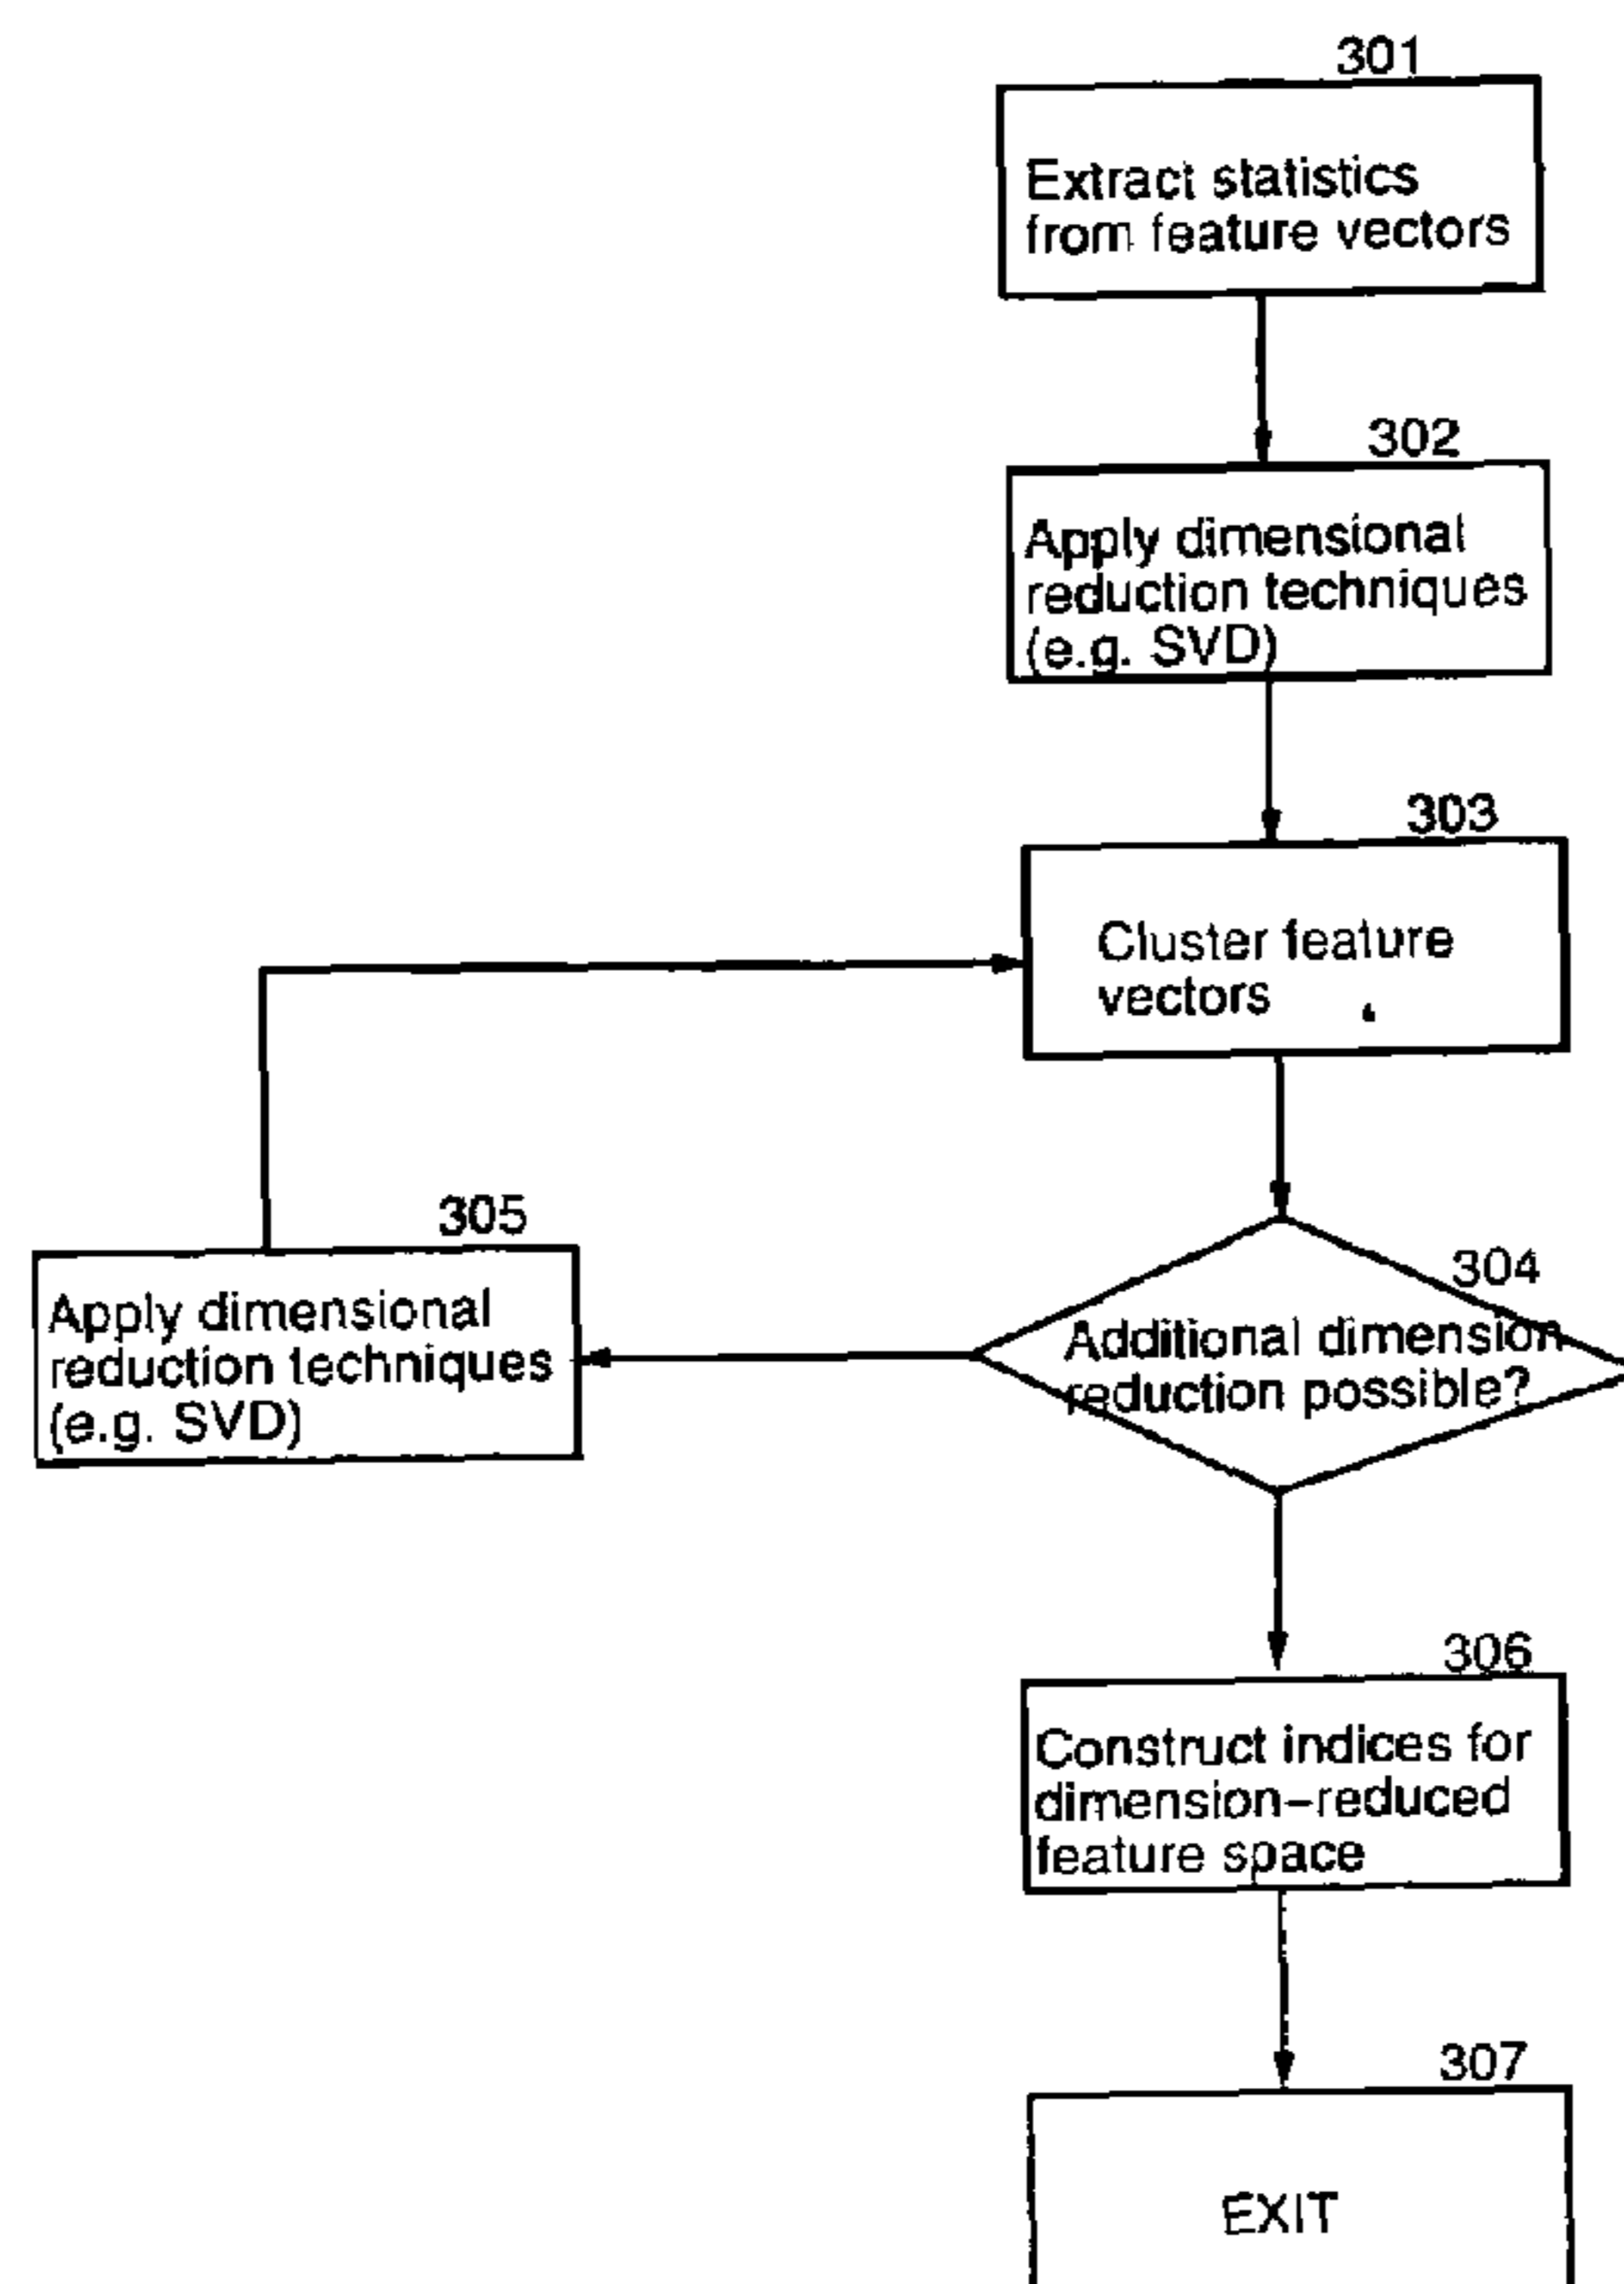 301
Extract statistics
from feature vectors
302
Apply dimensional
reduction techniques
(e.g. SVD)
303
Cluster feature
vectors
304
Additional dimension
reduction possible?
305
Apply dimensional
reduction techniques
(e.g. SVD)
306
Construct indices for
dimension-reduced
feature space
307
EXIT